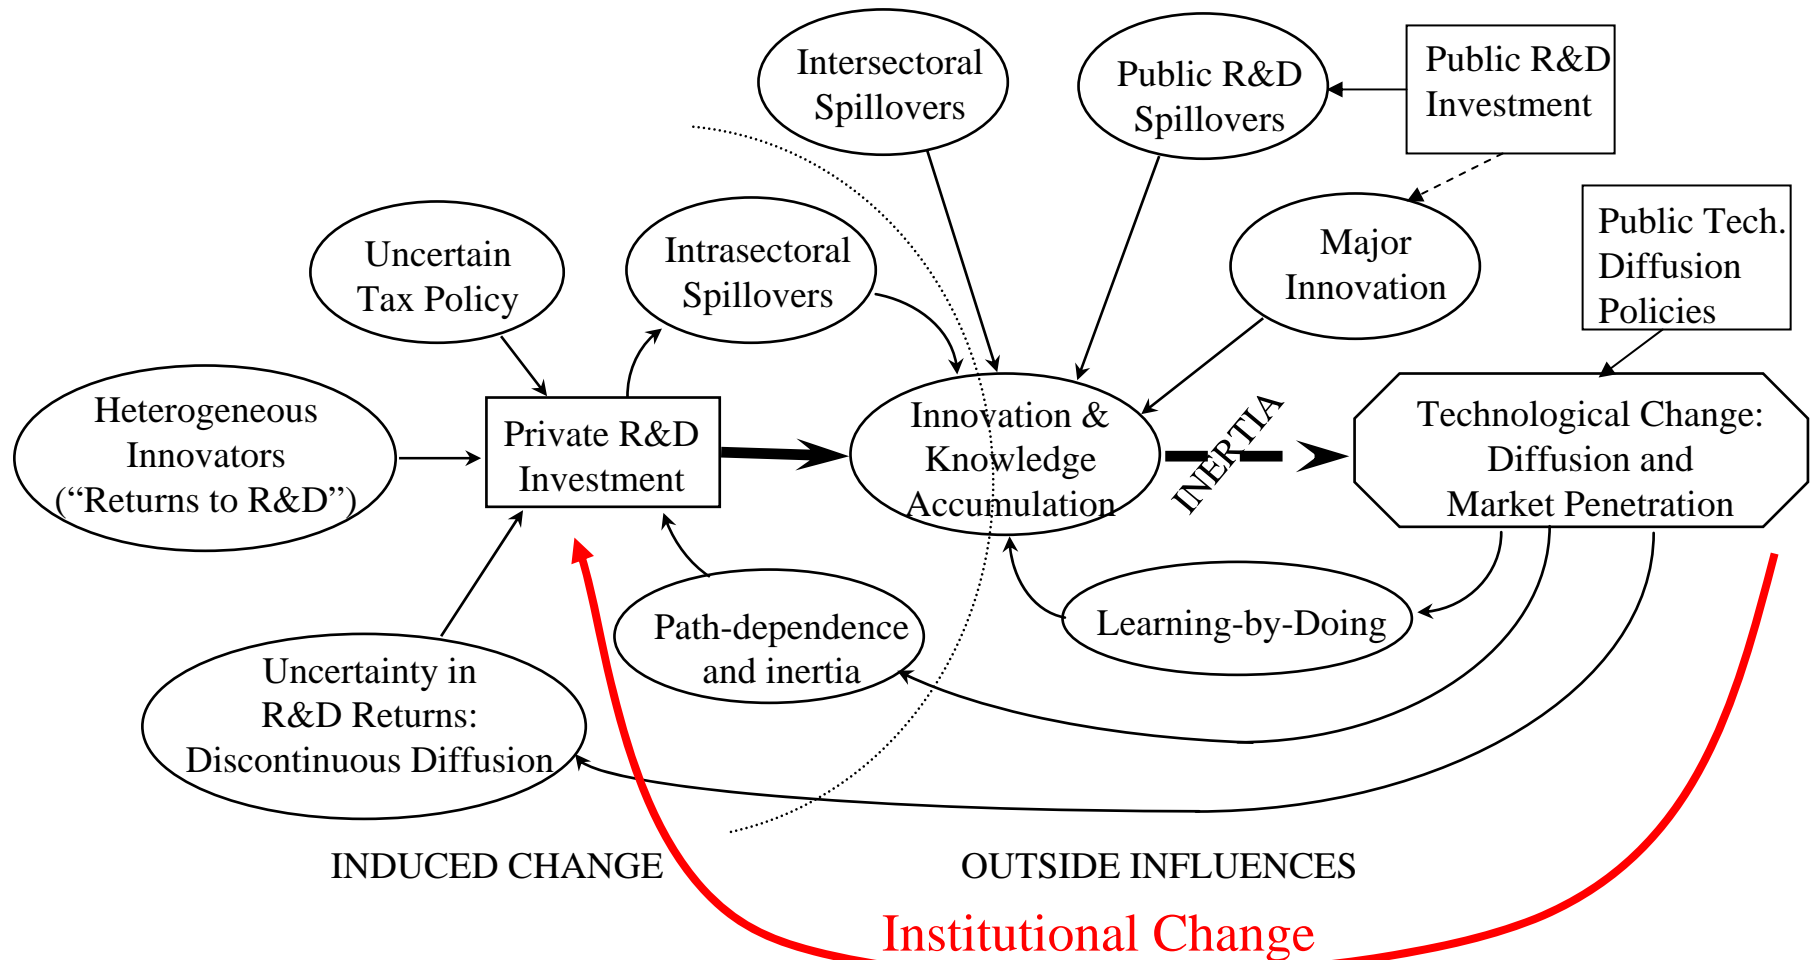 Intersectoral
Spillovers
Public R&D
Spillovers
Public R&D
Investment
Uncertain
Tax Policy
Intrasectoral
Spillovers
Major
Innovation
Public Tech.
Diffusion
Policies
Heterogeneous
Innovators
(“Returns to R&D”)
Private R&D
Investment
Innovation &
Knowledge
Accumulation
INERTIA
Technological Change:
Diffusion and
Market Penetration
Uncertainty in
R&D Returns:
Discontinuous Diffusion
Path-dependence
and inertia
Learning-by-Doing
INDUCED CHANGE
OUTSIDE INFLUENCES
Institutional Change